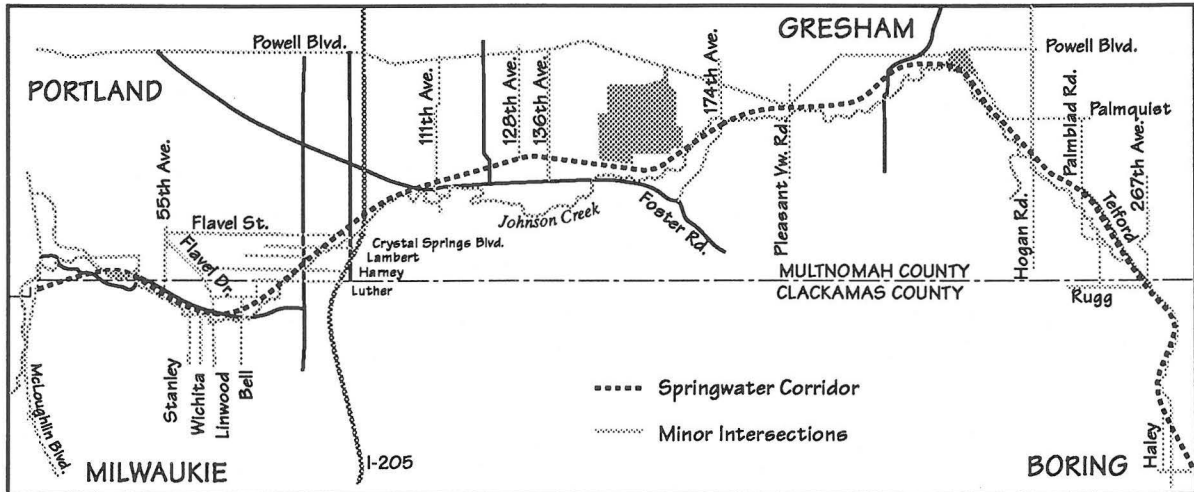 GRESHAM
Powell Blvd.
Powell Blvd.
PORTLAND
111th Ave.
128th Ave.
136th Ave.
174th Ave.
Palmblad Rd.
Palmquist
55th Ave.
Pleasant Vw. Rd.
Flavel St.
Johnson Creek
Foster Rd.
Telford
267th Ave.
Crystal Springs Blvd.
Lambert
Flavel Dr.
Harney
Hogan Rd.
MULTNOMAH COUNTY
Luther
CLACKAMAS COUNTY
Rugg
Stanley
Wichita
Linwood
Bell
McLoughlin Blvd.
Springwater Corridor
Minor Intersections
Haley
I-205
MILWAUKIE
BORING